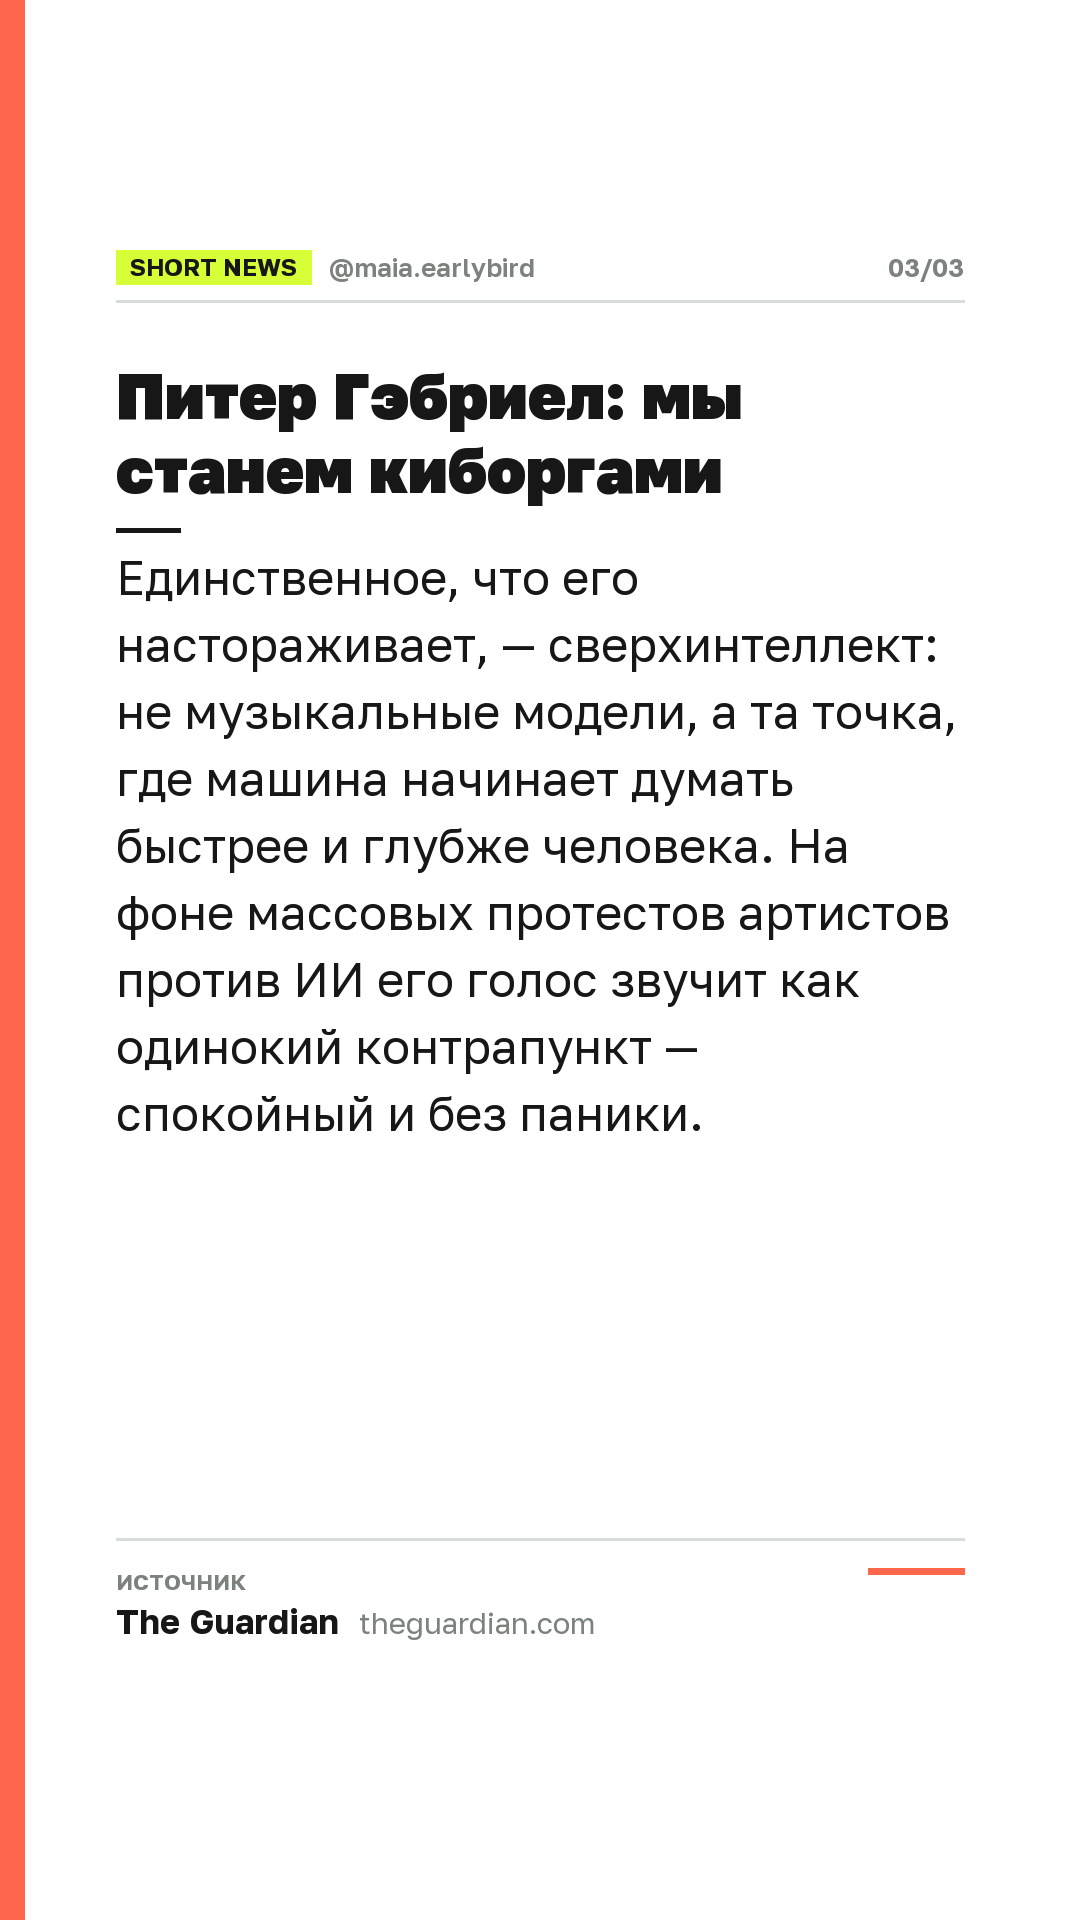 SHORT NEWS @maia.earlybird 03/03
Питер Гэбриел: мы
станем киборгами
Единственное, что его
настораживает, — сверхинтеллект:
не музыкальные модели, а та точка,
где машина начинает думать
быстрее и глубже человека. На
фоне массовых протестов артистов
против ИИ его голос звучит как
одинокий контрапункт —
спокойный и без паники.
источник
The Guardian theguardian.com